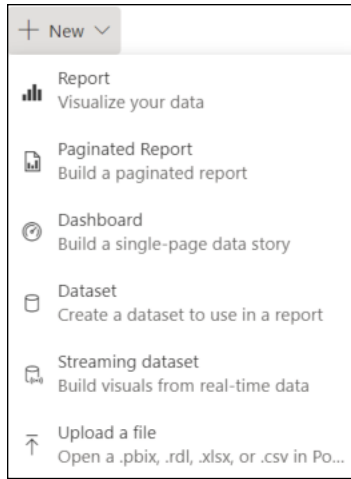 New
Report
Visualize your data
Paginated Report
Build a paginated report
Dashboard
Build a single-page data story
Dataset
Create a dataset to use in a report
Streaming dataset
Build visuals from real-time data
Upload a file
Open a .pbix, .rdl, .xlsx, or .csv in Po...